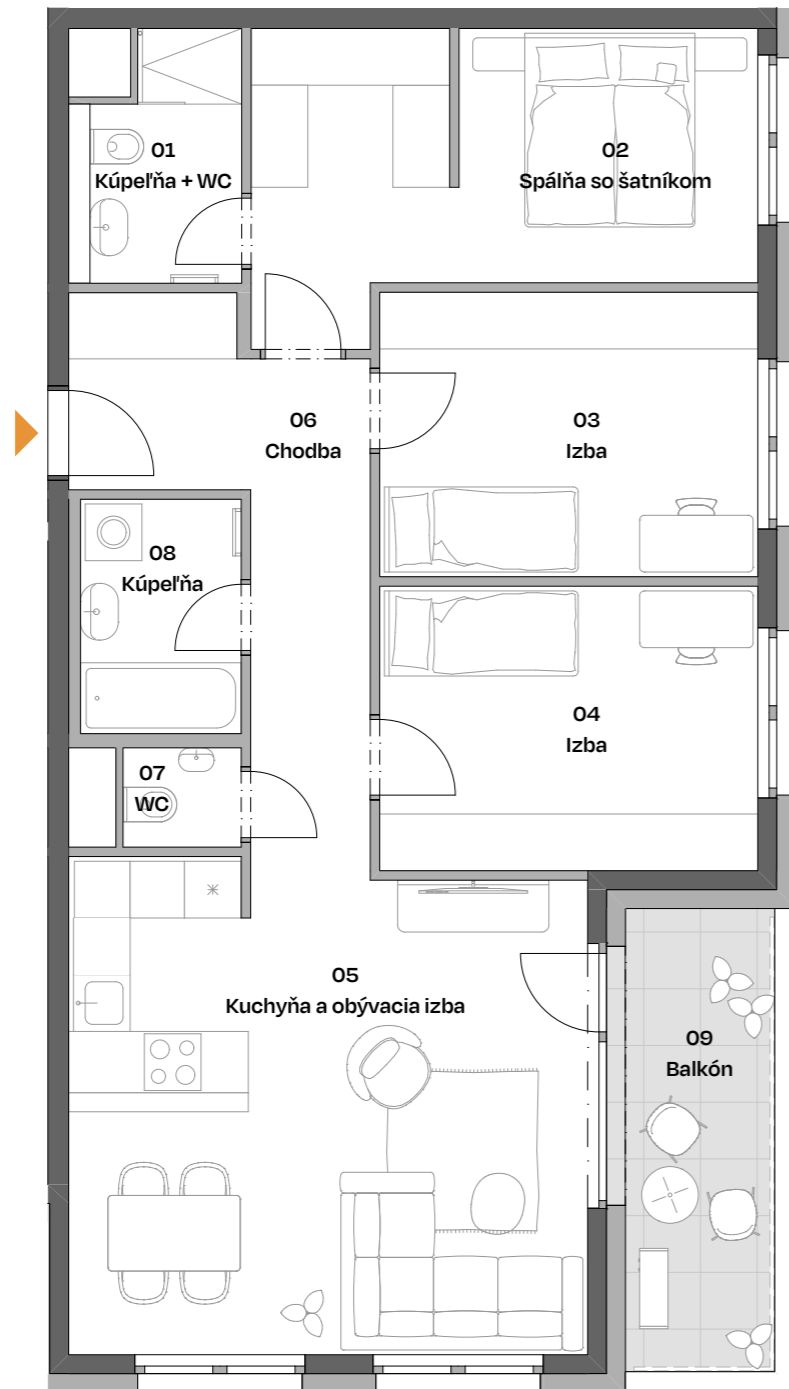 01
Kúpeľňa + WC
02
Spálňa so šatníkom
03
Izba
06
Chodba
08
Kúpeľňa
04
Izba
07
WC
05
Kuchyňa a obývacia izba
09
Balkón